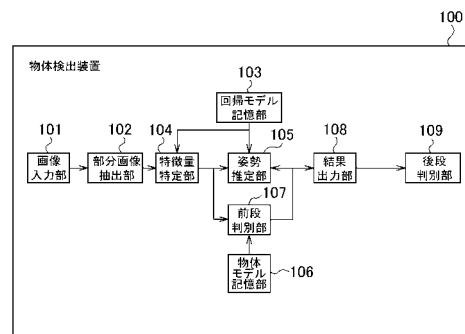 100
物体検出装置
103
回帰モデル
記憶部
101
102
104
105
108
109
画像
入力部
部分画像
抽出部
特徴量
特定部
姿勢
推定部
結果
出力部
後段
判別部
107
前段
判別部
物体
モデル
記憶部
106